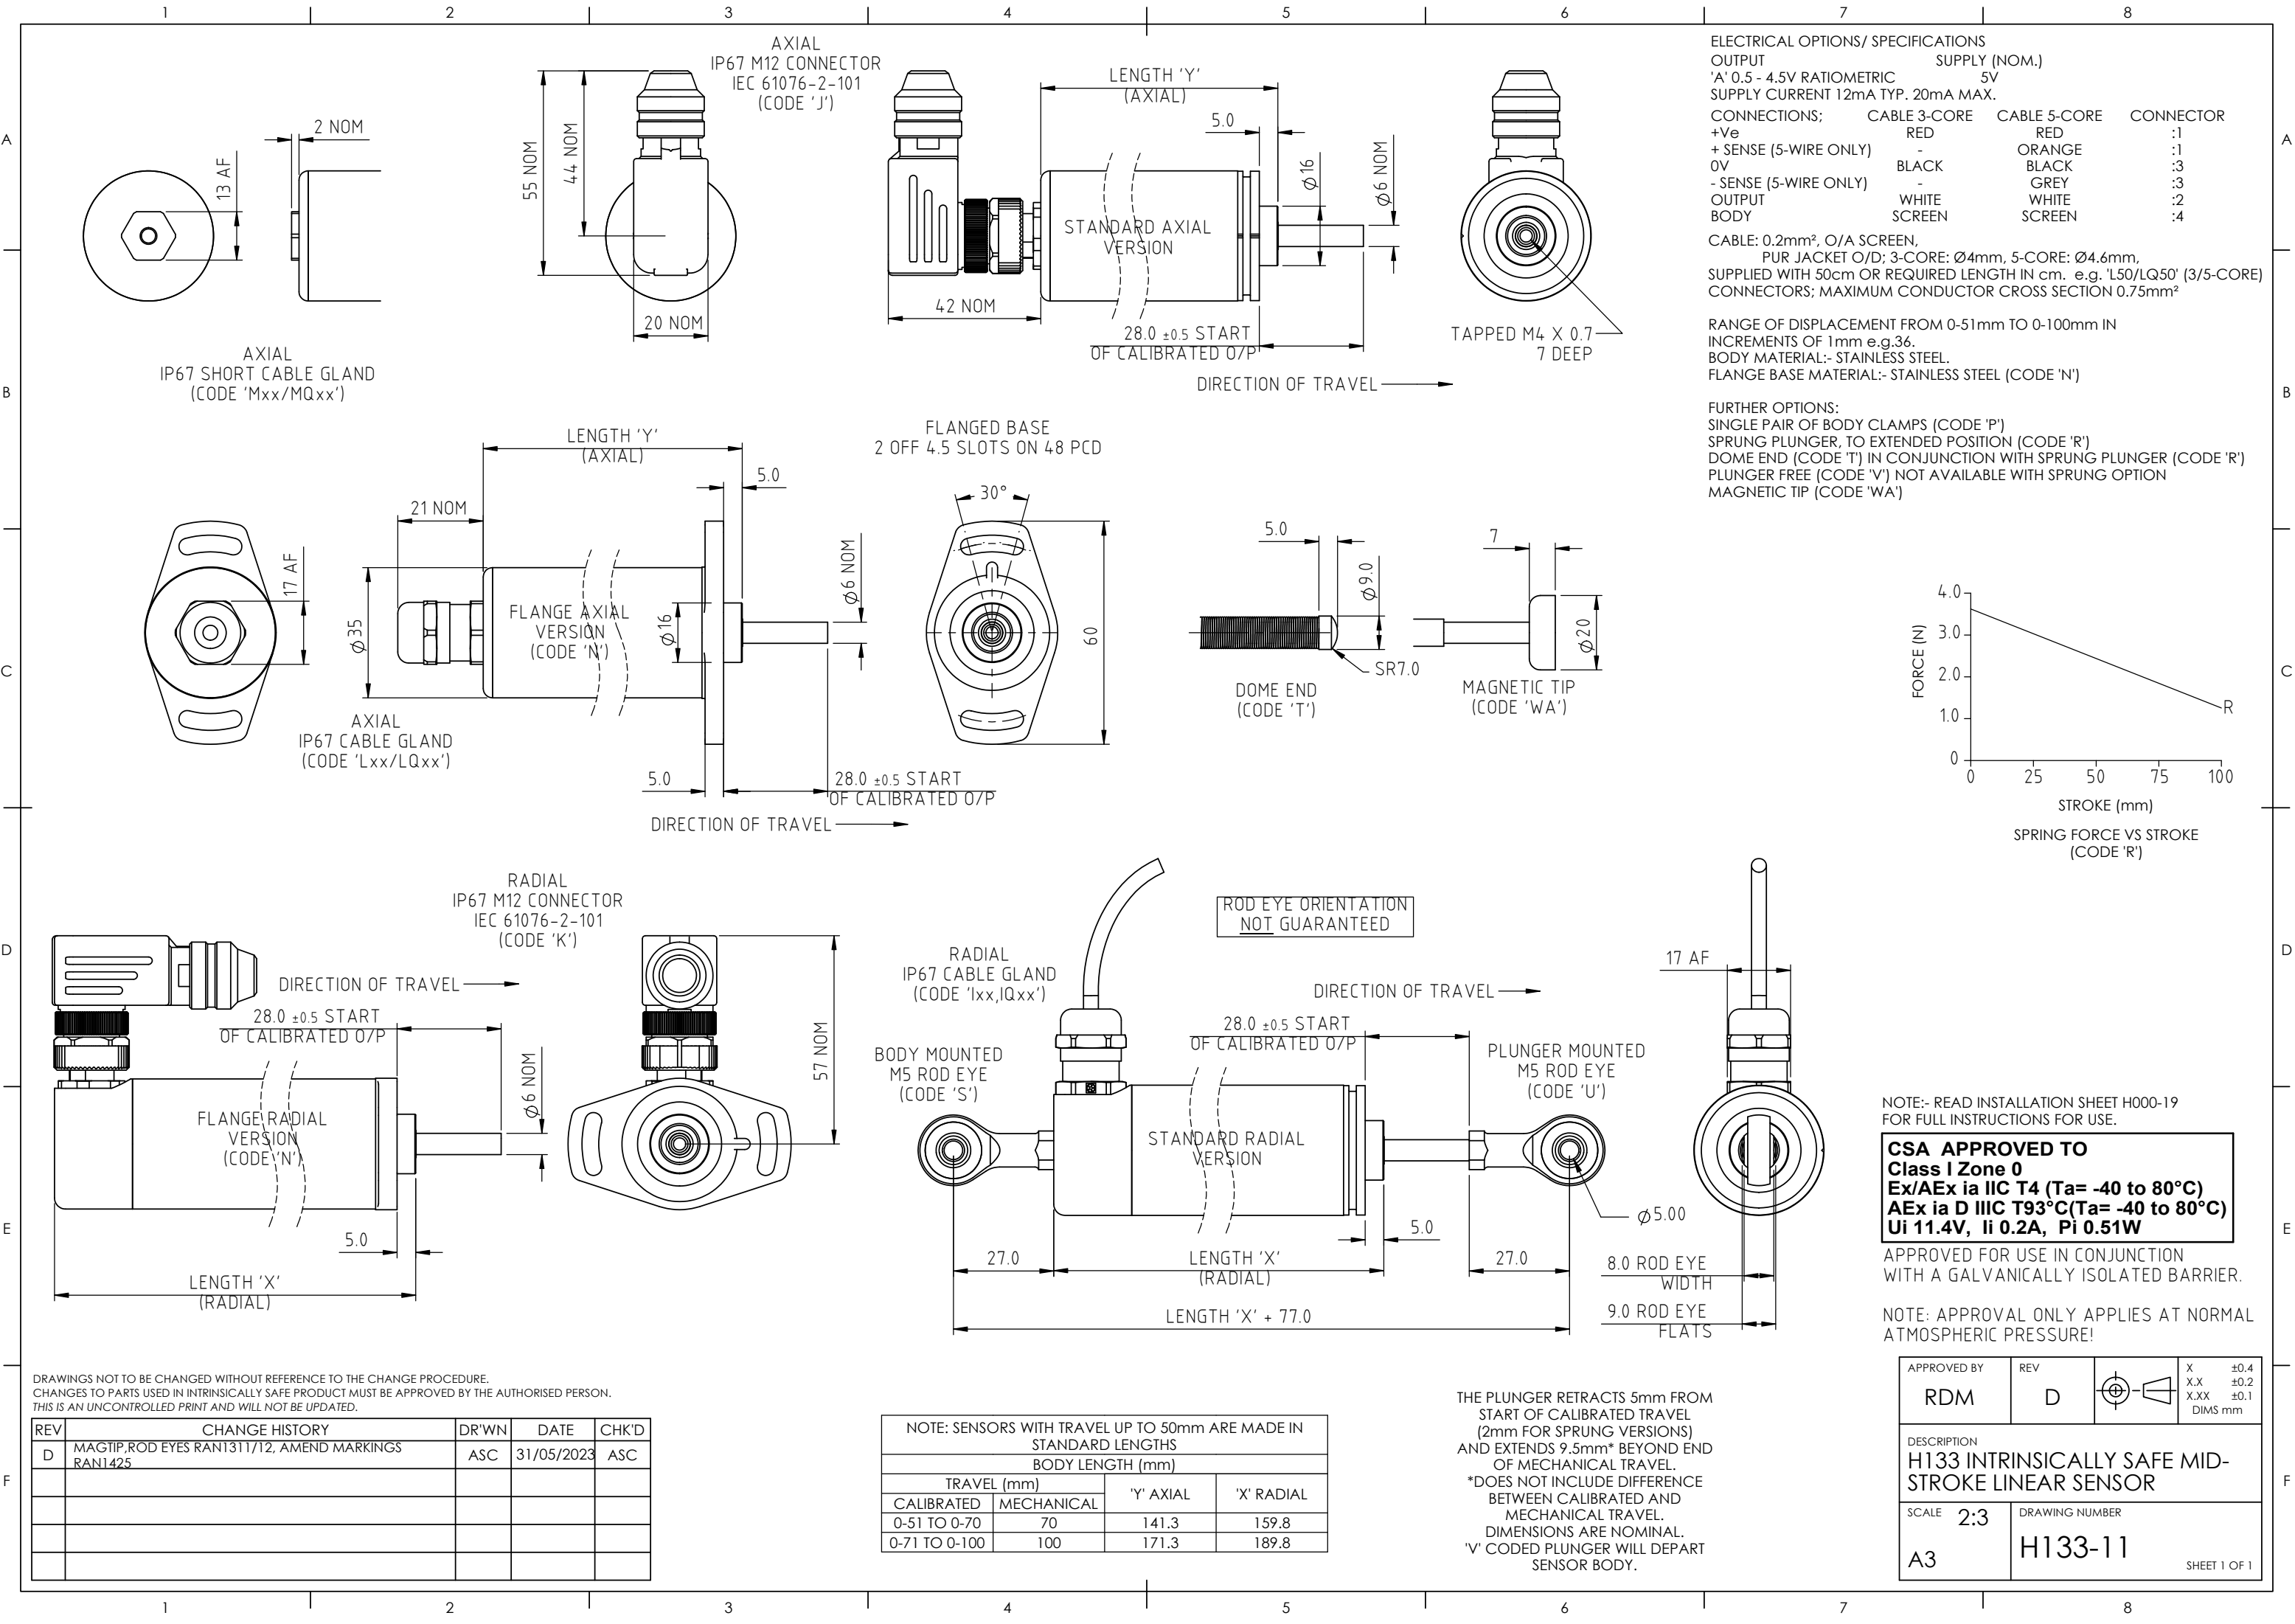 1 2 3 4 5 6 7 8
A
B
C
D
E
F
AXIAL
IP67 M12 CONNECTOR
IEC 61076-2-101
(CODE 'J')
2 NOM
13 AF
AXIAL
IP67 SHORT CABLE GLAND
(CODE 'Mxx/MQxx')
55 NOM
44 NOM
20 NOM
LENGTH 'Y'
(AXIAL)
5.0
Ø16
Ø6 NOM
STANDARD AXIAL
VERSION
42 NOM
28.0 ±0.5 START
OF CALIBRATED O/P
DIRECTION OF TRAVEL
TAPPED M4 X 0.7
7 DEEP
ELECTRICAL OPTIONS/ SPECIFICATIONS
OUTPUT SUPPLY (NOM.)
'A' 0.5 - 4.5V RATIOMETRIC 5V
SUPPLY CURRENT 12mA TYP. 20mA MAX.
CONNECTIONS; CABLE 3-CORE CABLE 5-CORE CONNECTOR
+Ve RED RED :1
+ SENSE (5-WIRE ONLY) - ORANGE :1
0V BLACK BLACK :3
- SENSE (5-WIRE ONLY) - GREY :3
OUTPUT WHITE WHITE :2
BODY SCREEN SCREEN :4
CABLE: 0.2mm², O/A SCREEN,
PUR JACKET O/D; 3-CORE: Ø4mm, 5-CORE: Ø4.6mm,
SUPPLIED WITH 50cm OR REQUIRED LENGTH IN cm. e.g. 'L50/LQ50' (3/5-CORE)
CONNECTORS; MAXIMUM CONDUCTOR CROSS SECTION 0.75mm²
RANGE OF DISPLACEMENT FROM 0-51mm TO 0-100mm IN
INCREMENTS OF 1mm e.g.36.
BODY MATERIAL:- STAINLESS STEEL.
FLANGE BASE MATERIAL:- STAINLESS STEEL (CODE 'N')
FURTHER OPTIONS:
SINGLE PAIR OF BODY CLAMPS (CODE 'P')
SPRUNG PLUNGER, TO EXTENDED POSITION (CODE 'R')
DOME END (CODE 'T') IN CONJUNCTION WITH SPRUNG PLUNGER (CODE 'R')
PLUNGER FREE (CODE 'V') NOT AVAILABLE WITH SPRUNG OPTION
MAGNETIC TIP (CODE 'WA')
17 AF
21 NOM
LENGTH 'Y'
(AXIAL)
5.0
Ø35
FLANGE AXIAL
VERSION
(CODE 'N')
Ø16
Ø6 NOM
AXIAL
IP67 CABLE GLAND
(CODE 'Lxx/LQxx')
5.0
28.0 ±0.5 START
OF CALIBRATED O/P
DIRECTION OF TRAVEL
FLANGED BASE
2 OFF 4.5 SLOTS ON 48 PCD
30°
60
5.0
Ø9.0
SR7.0
DOME END
(CODE 'T')
7
Ø20
MAGNETIC TIP
(CODE 'WA')
FORCE (N)
4.0
3.0
2.0
1.0
0
R
0 25 50 75 100
STROKE (mm)
SPRING FORCE VS STROKE
(CODE 'R')
RADIAL
IP67 M12 CONNECTOR
IEC 61076-2-101
(CODE 'K')
DIRECTION OF TRAVEL
28.0 ±0.5 START
OF CALIBRATED O/P
Ø6 NOM
57 NOM
FLANGE RADIAL
VERSION
(CODE 'N')
5.0
LENGTH 'X'
(RADIAL)
RADIAL
IP67 CABLE GLAND
(CODE 'Ixx,IQxx')
ROD EYE ORIENTATION
NOT GUARANTEED
DIRECTION OF TRAVEL
28.0 ±0.5 START
OF CALIBRATED O/P
BODY MOUNTED
M5 ROD EYE
(CODE 'S')
PLUNGER MOUNTED
M5 ROD EYE
(CODE 'U')
STANDARD RADIAL
VERSION
Ø5.00
27.0
LENGTH 'X'
(RADIAL)
5.0
27.0
LENGTH 'X' + 77.0
17 AF
8.0 ROD EYE
WIDTH
9.0 ROD EYE
FLATS
NOTE:- READ INSTALLATION SHEET H000-19
FOR FULL INSTRUCTIONS FOR USE.
CSA APPROVED TO
Class I Zone 0
Ex/AEx ia IIC T4 (Ta= -40 to 80°C)
AEx ia D IIIC T93°C(Ta= -40 to 80°C)
Ui 11.4V, Ii 0.2A, Pi 0.51W
APPROVED FOR USE IN CONJUNCTION
WITH A GALVANICALLY ISOLATED BARRIER.
NOTE: APPROVAL ONLY APPLIES AT NORMAL
ATMOSPHERIC PRESSURE!
DRAWINGS NOT TO BE CHANGED WITHOUT REFERENCE TO THE CHANGE PROCEDURE.
CHANGES TO PARTS USED IN INTRINSICALLY SAFE PRODUCT MUST BE APPROVED BY THE AUTHORISED PERSON.
THIS IS AN UNCONTROLLED PRINT AND WILL NOT BE UPDATED.
REV CHANGE HISTORY DR'WN DATE CHK'D
D MAGTIP,ROD EYES RAN1311/12, AMEND MARKINGS RAN1425 ASC 31/05/2023 ASC
NOTE: SENSORS WITH TRAVEL UP TO 50mm ARE MADE IN
STANDARD LENGTHS
BODY LENGTH (mm)
TRAVEL (mm) 'Y' AXIAL 'X' RADIAL
CALIBRATED MECHANICAL
0-51 TO 0-70 70 141.3 159.8
0-71 TO 0-100 100 171.3 189.8
THE PLUNGER RETRACTS 5mm FROM
START OF CALIBRATED TRAVEL
(2mm FOR SPRUNG VERSIONS)
AND EXTENDS 9.5mm* BEYOND END
OF MECHANICAL TRAVEL.
*DOES NOT INCLUDE DIFFERENCE
BETWEEN CALIBRATED AND
MECHANICAL TRAVEL.
DIMENSIONS ARE NOMINAL.
'V' CODED PLUNGER WILL DEPART
SENSOR BODY.
APPROVED BY
RDM
REV
D
X ±0.4
X.X ±0.2
X.XX ±0.1
DIMS mm
DESCRIPTION
H133 INTRINSICALLY SAFE MID-
STROKE LINEAR SENSOR
SCALE 2:3
A3
DRAWING NUMBER
H133-11
SHEET 1 OF 1
A
B
C
D
E
F
1 2 3 4 5 6 7 8